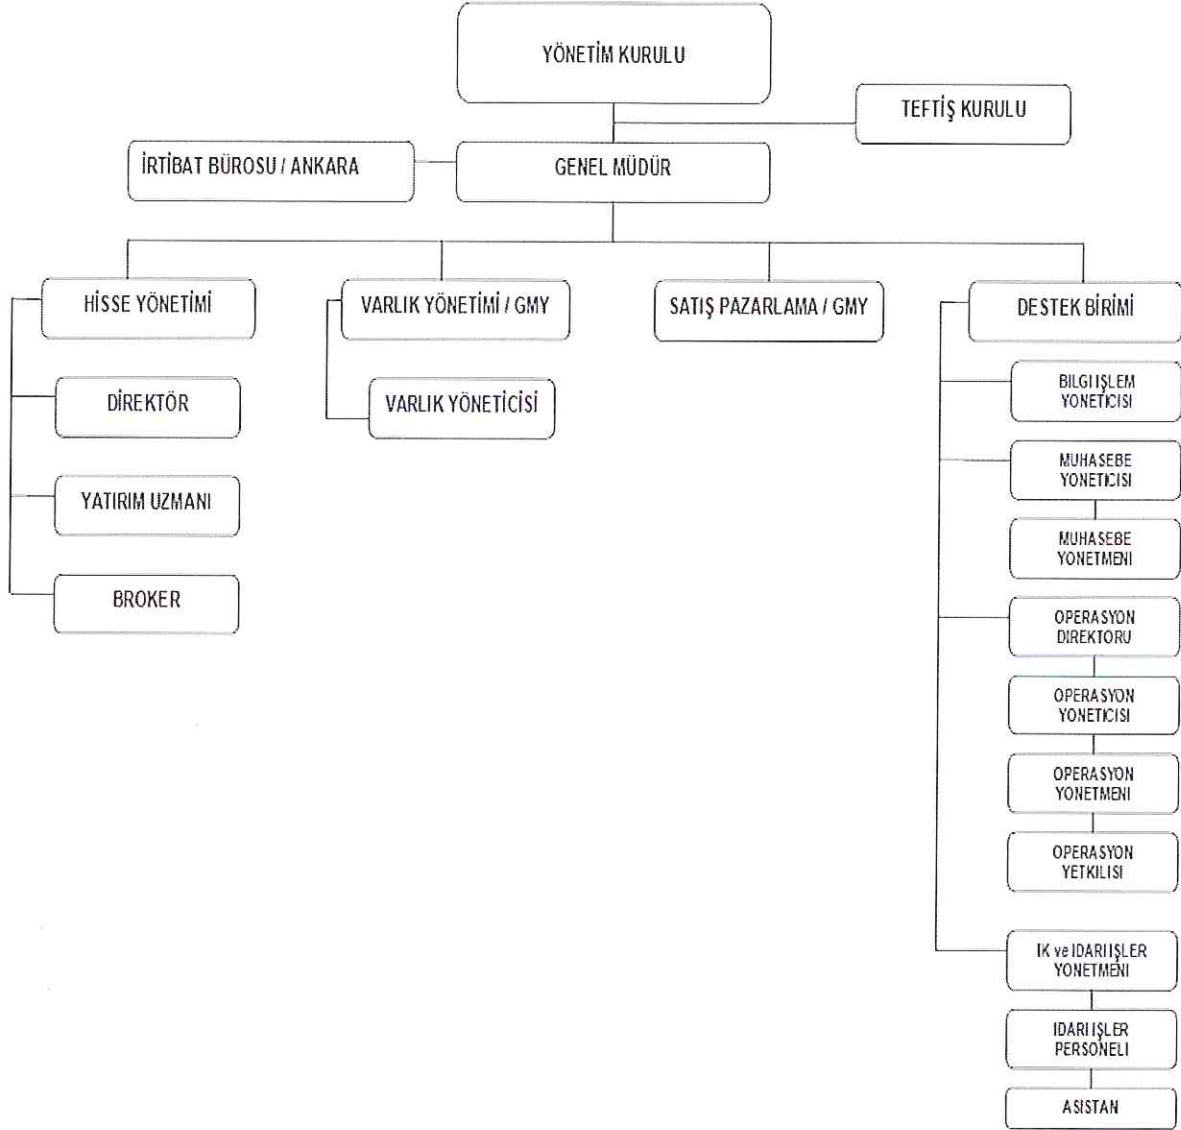 YÖNETİM KURULU
TEFTİŞ KURULU
İRTİBAT BÜROSU / ANKARA
GENEL MÜDÜR
HİSSE YÖNETİMİ
VARLIK YÖNETİMİ / GMY
SATIŞ PAZARLAMA / GMY
DESTEK BİRİMİ
DİREKTÖR
VARLIK YÖNETİCİSİ
YATIRIM UZMANI
BROKER
BILGI IŞLEM
YONETICISI
MUHASEBE
YONETICISI
MUHASEBE
YONETMENI
OPERASYON
DIREKTORU
OPERASYON
YONETICISI
OPERASYON
YONETMENI
OPERASYON
YETKILISI
IK ve IDARI IŞLER
YONETMENI
IDARI IŞLER
PERSONELI
ASISTAN